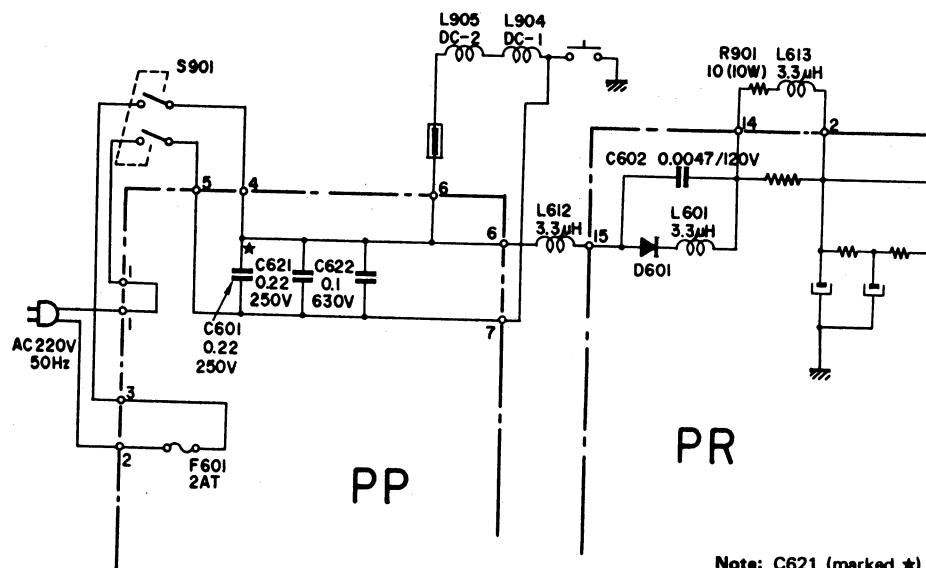 L905
DC-2
L904
DC-1
S901
R901
10 (10W)
L613
3.3μH
14
2
C602 0.0047/120V
5
4
6
L612
3.3μH
15
L601
3.3μH
6
★
C621
0.22
250V
C622
0.1
630V
D601
1
1
C601
0.22
250V
7
AC 220V
50Hz
3
2
F601
2AT
PP
PR
Note: C621 (marked ★)